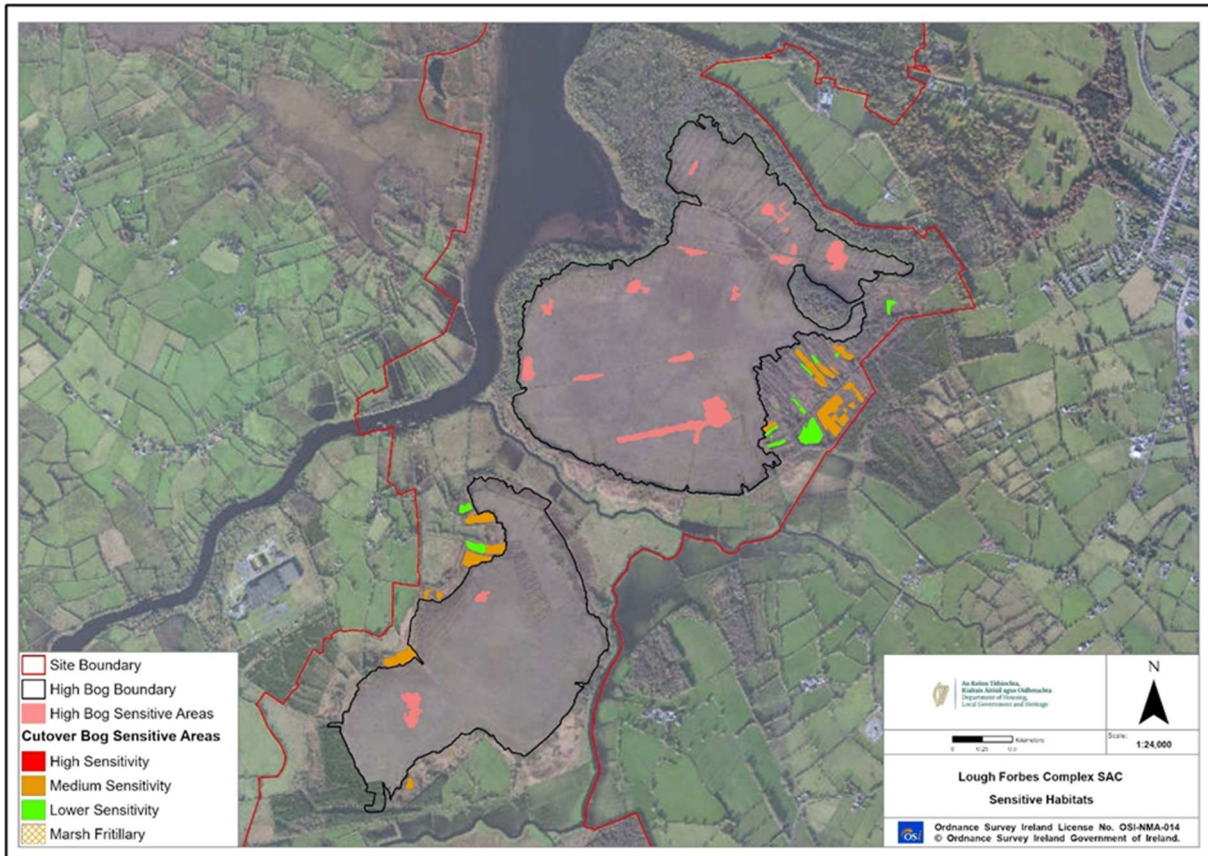 Site Boundary
High Bog Boundary
High Bog Sensitive Areas
Cutover Bog Sensitive Areas
High Sensitivity
Medium Sensitivity
Lower Sensitivity
Marsh Fritillary
An Roinn Tithíochta,
Rialtais Áitiúil agus Oidhreachta
Department of Housing,
Local Government and Heritage
N
Kilometers
0
Scale:
1:24,000
Lough Forbes Complex SAC
Sensitive Habitats
OSi
Ordnance Survey Ireland License No. OSI-NMA-014
© Ordnance Survey Ireland Government of Ireland.